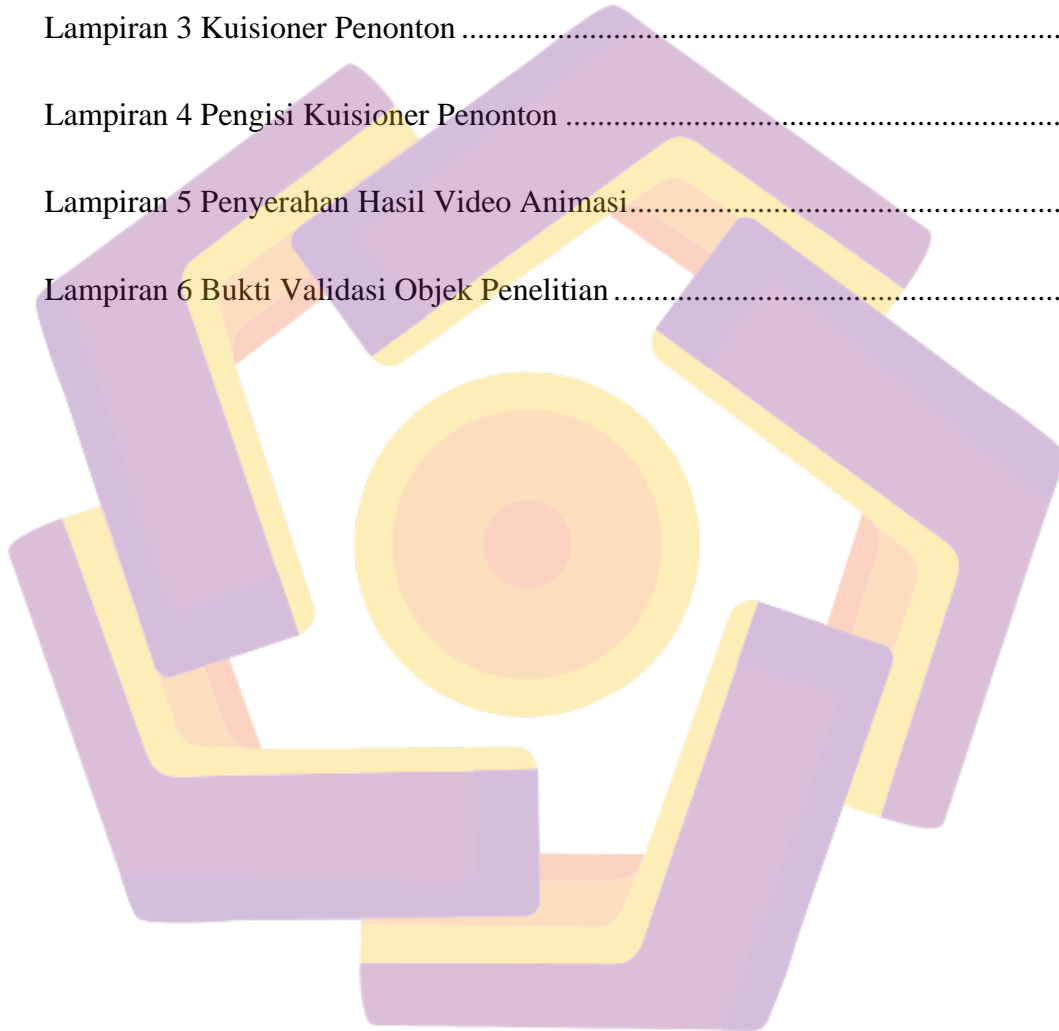 Lampiran 3 Kuisioner Penonton ..........................................................................
Lampiran 4 Pengisi Kuisioner Penonton .............................................................
Lampiran 5 Penyerahan Hasil Video Animasi.....................................................
Lampiran 6 Bukti Validasi Objek Penelitian .......................................................